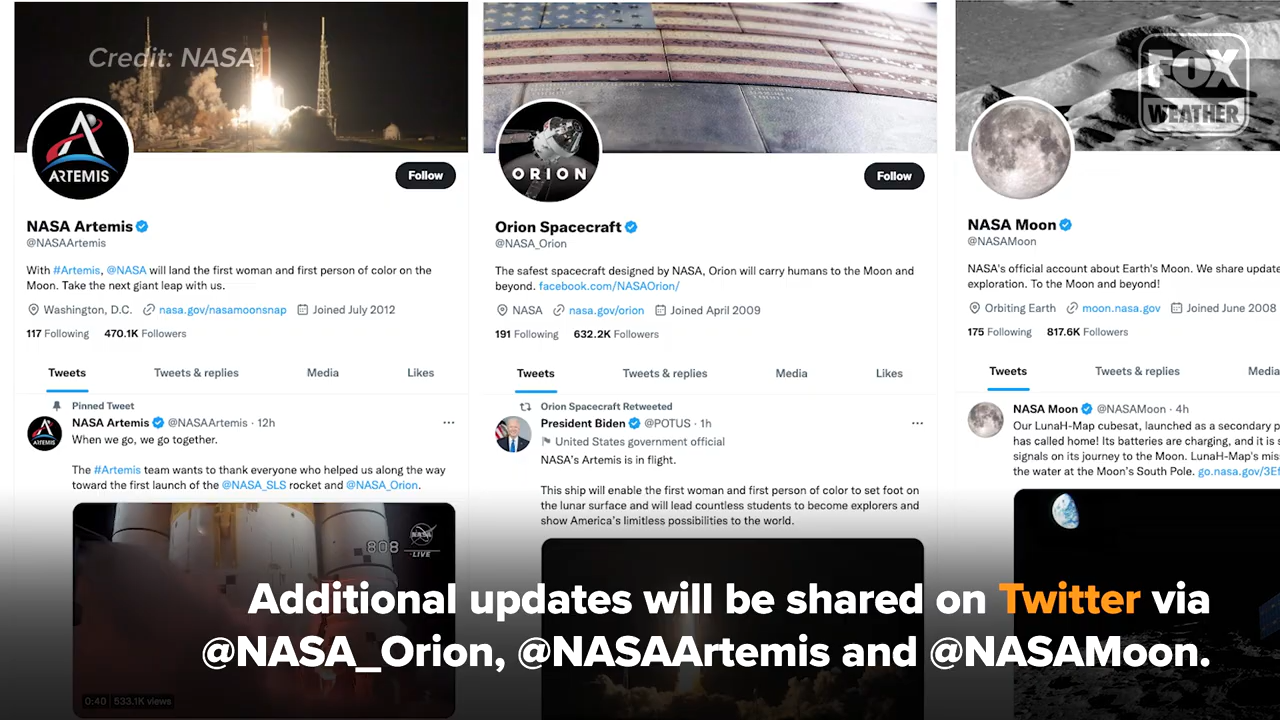 Credit: NASA
FOX
WEATHER
ARTEMIS
Follow
NASA Artemis
@NASAArtemis
With #Artemis, @NASA will land the first woman and first person of color on the
Moon. Take the next giant leap with us.
Washington, D.C. nasa.gov/nasamoonsnap Joined July 2012
117 Following 470.1K Followers
Tweets Tweets & replies Media Likes
Pinned Tweet
ARTEMIS
NASA Artemis @NASAArtemis · 12h
When we go, we go together.
The #Artemis team wants to thank everyone who helped us along the way
toward the first launch of the @NASA_SLS rocket and @NASA_Orion.
808
NASA
LIVE
0:40 533.1K views
ORION
Follow
Orion Spacecraft
@NASA_Orion
The safest spacecraft designed by NASA, Orion will carry humans to the Moon and
beyond. facebook.com/NASAOrion/
NASA nasa.gov/orion Joined April 2009
191 Following 632.2K Followers
Tweets Tweets & replies Media Likes
Orion Spacecraft Retweeted
President Biden @POTUS · 1h
United States government official
NASA's Artemis is in flight.
This ship will enable the first woman and first person of color to set foot on
the lunar surface and will lead countless students to become explorers and
show America's limitless possibilities to the world.
NASA Moon
@NASAMoon
NASA's official account about Earth's Moon. We share update
exploration. To the Moon and beyond!
Orbiting Earth moon.nasa.gov Joined June 2008
175 Following 817.6K Followers
Tweets Tweets & replies Media
NASA Moon @NASAMoon · 4h
Our LunaH-Map cubesat, launched as a secondary p
has called home! Its batteries are charging, and it is s
signals on its journey to the Moon. LunaH-Map's mis
the water at the Moon's South Pole. go.nasa.gov/3Ef
Additional updates will be shared on Twitter via
@NASA_Orion, @NASAArtemis and @NASAMoon.